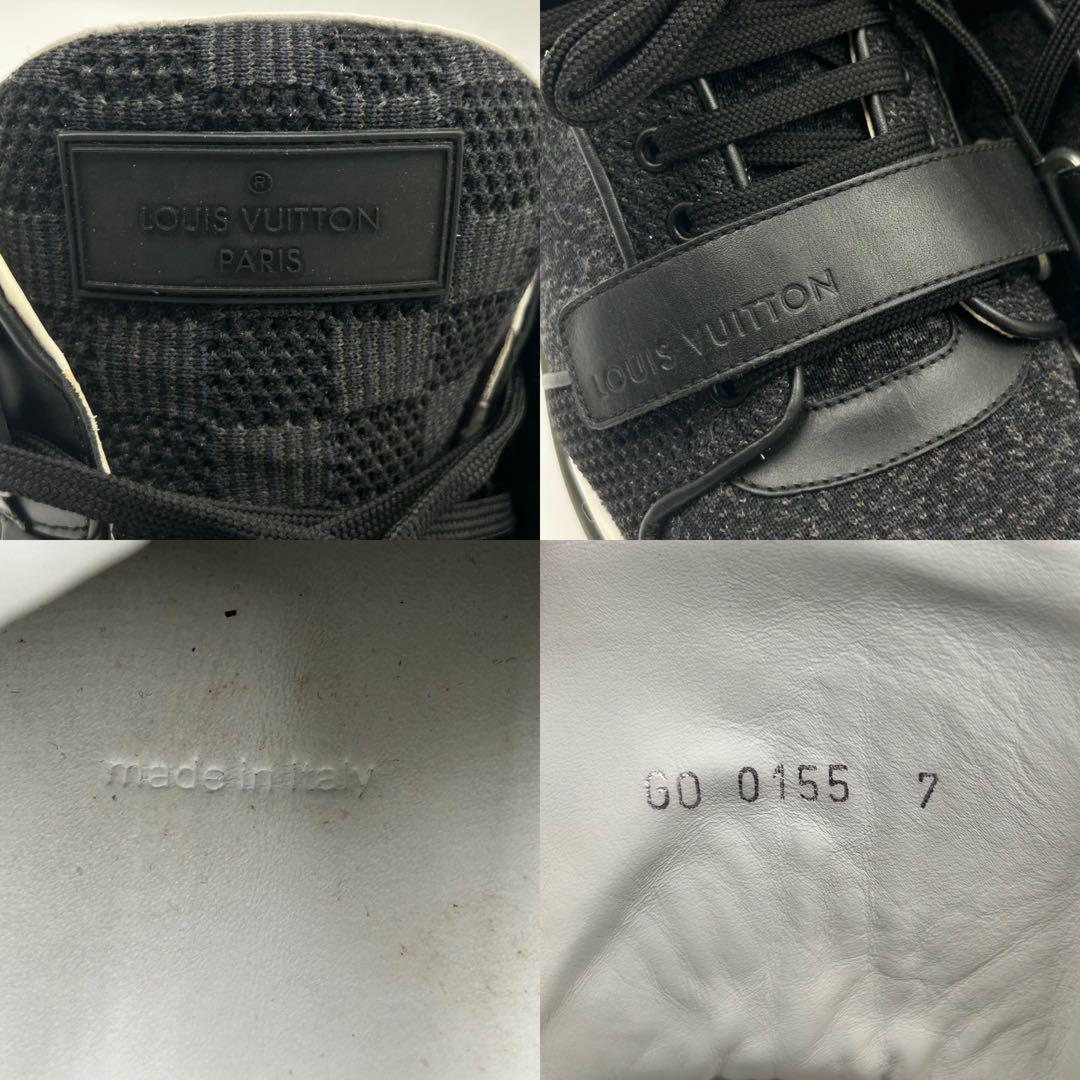 ®
LOUIS VUITTON
PARIS
LOUIS VUITTON
made in italy
GO 0155 7